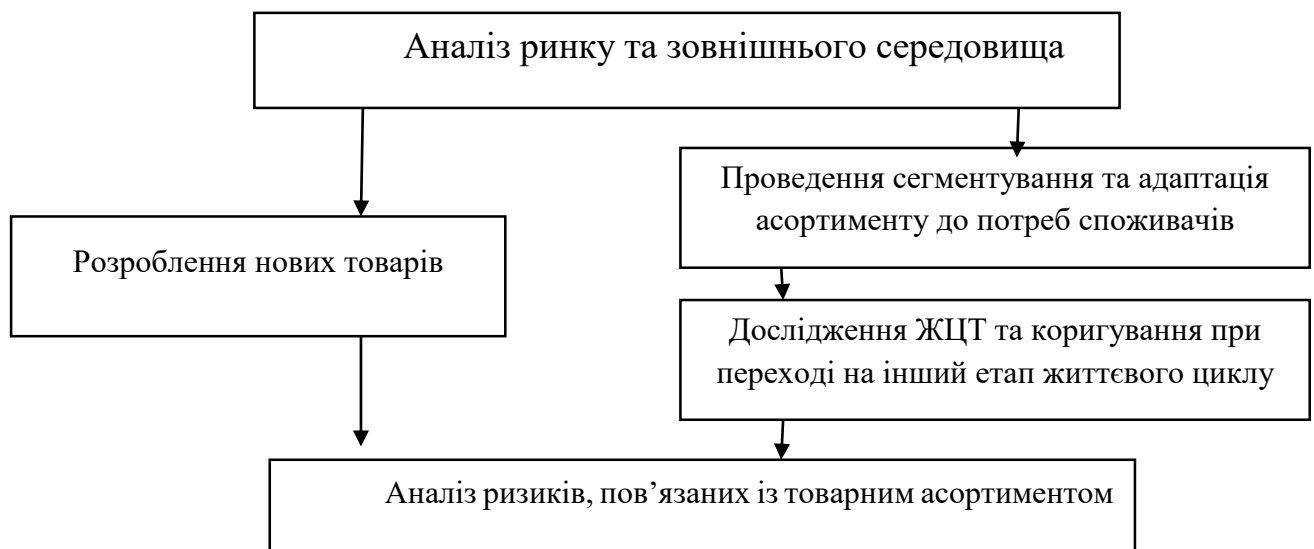 Аналіз ринку та зовнішнього середовища
Проведення сегментування та адаптація
асортименту до потреб споживачів
Розроблення нових товарів
Дослідження ЖЦТ та коригування при
переході на інший етап життєвого циклу
Аналіз ризиків, пов’язаних із товарним асортиментом